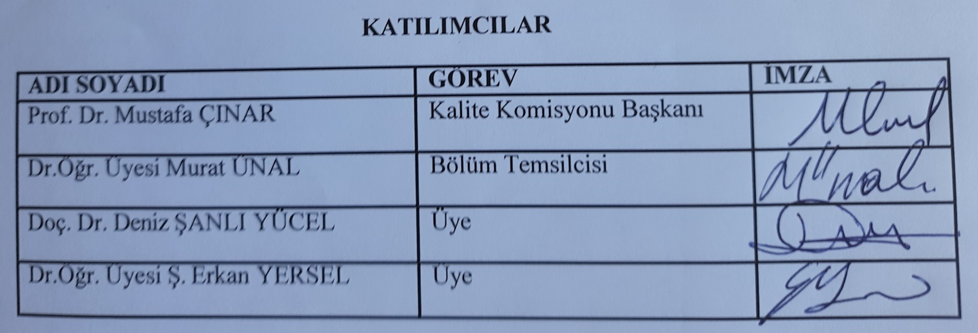 KATILIMCILAR
ADI SOYADI GÖREV İMZA
Prof. Dr. Mustafa ÇINAR Kalite Komisyonu Başkanı
Dr.Öğr. Üyesi Murat ÜNAL Bölüm Temsilcisi
Doç. Dr. Deniz ŞANLI YÜCEL Üye
Dr.Öğr. Üyesi Ş. Erkan YERSEL Üye